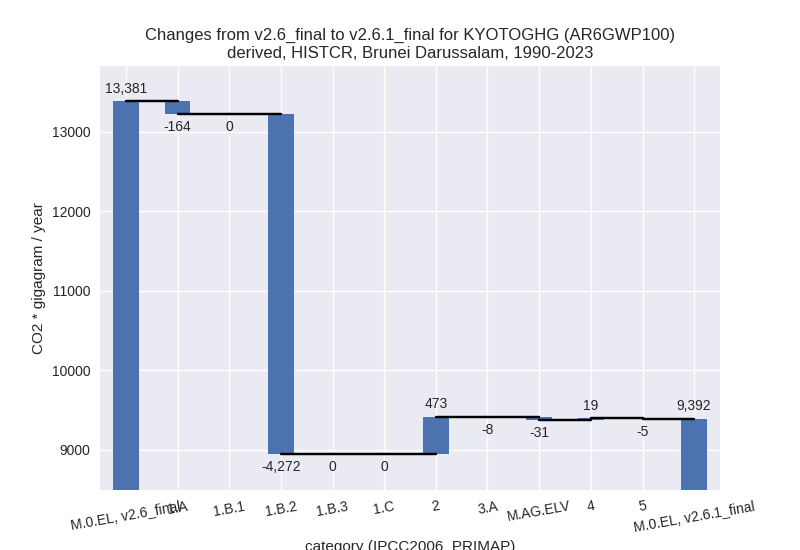 Changes from v2.6_final to v2.6.1_final for KYOTOGHG (AR6GWP100)
derived, HISTCR, Brunei Darussalam, 1990-2023
13,381
-164
0
-4,272
0
0
473
-8
-31
19
-5
9,392
13000
12000
11000
10000
9000
CO2 * gigagram / year
M.0.EL, v2.6_final
1.A
1.B.1
1.B.2
1.B.3
1.C
2
3.A
M.AG.ELV
4
5
M.0.EL, v2.6.1_final
category (IPCC2006_PRIMAP)